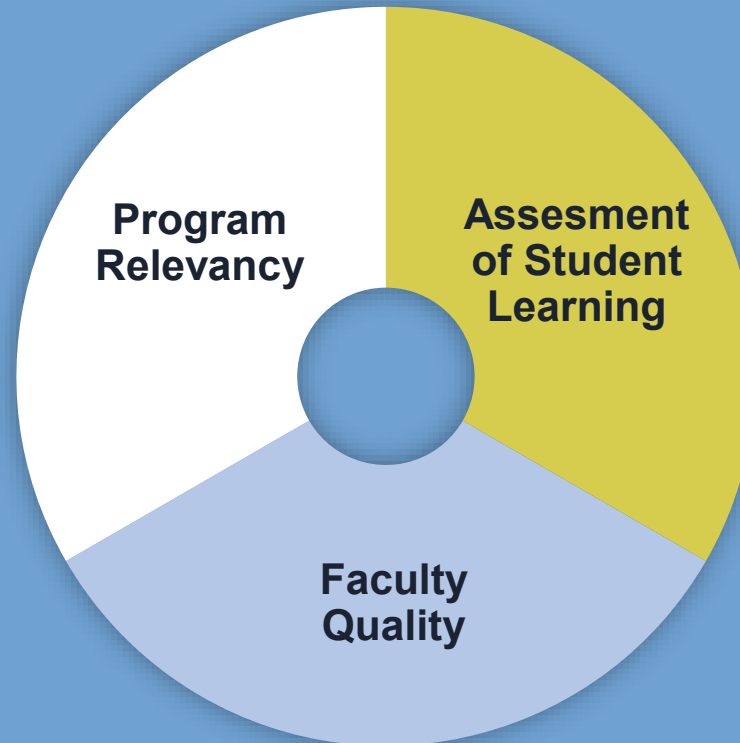 Program
Relevancy
Assesment
of Student
Learning
Faculty
Quality